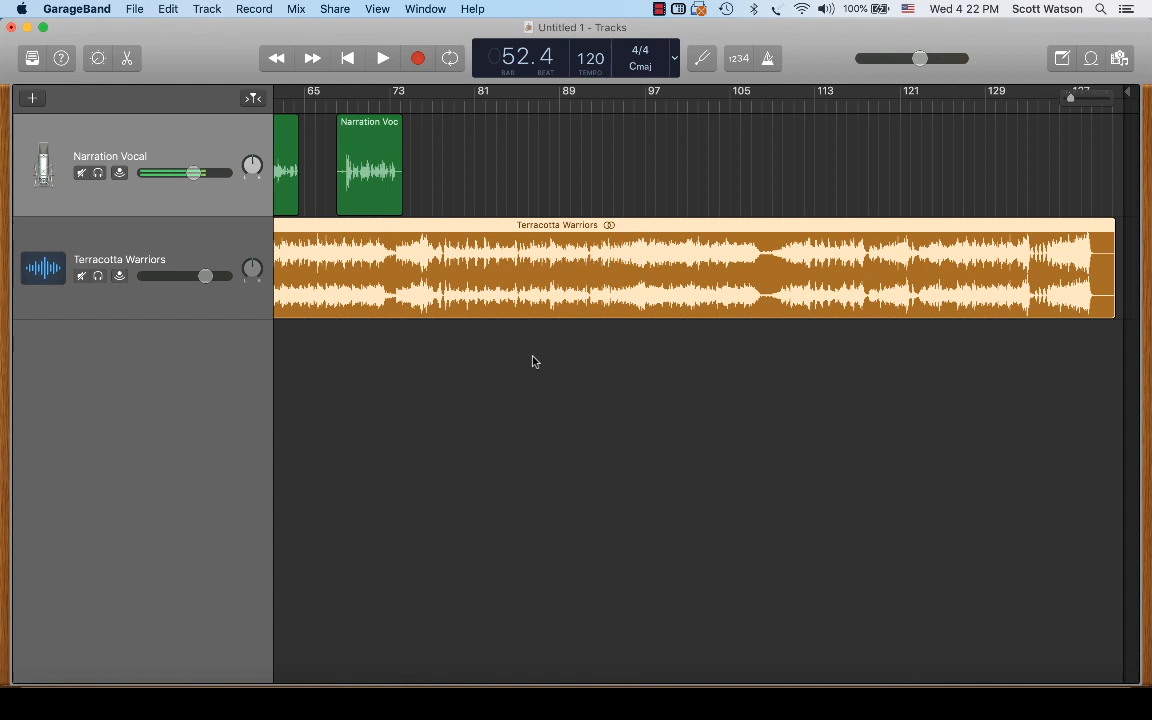 GarageBand File Edit Track Record Mix Share View Window Help 100% Wed 4 22 PM Scott Watson
Untitled 1 - Tracks
052.4 120 4/4 Cmaj 1234
BAR BEAT TEMPO
65 73 81 89 97 105 113 121 129 137
Narration Voc
Narration Vocal
Terracotta Warriors
Terracotta Warriors